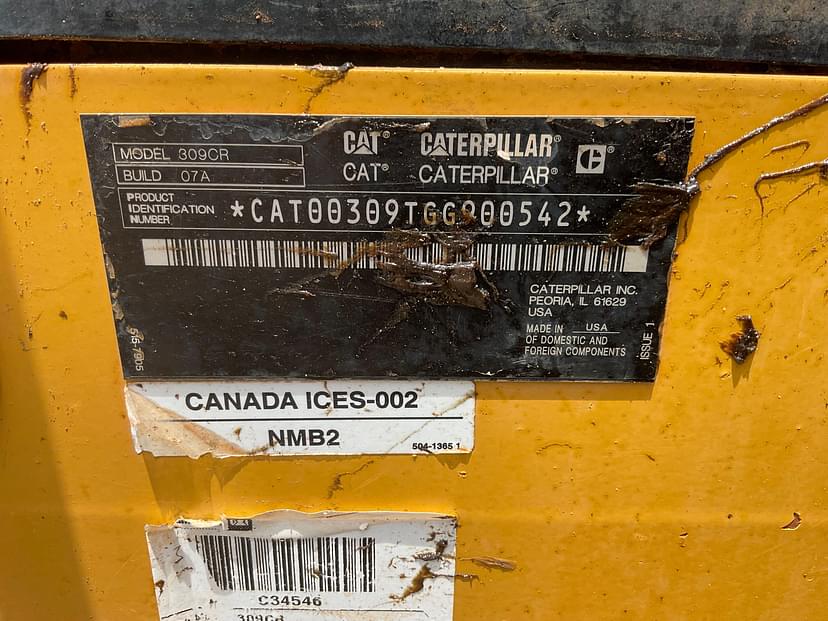 CAT® CATERPILLAR®
CAT® CATERPILLAR®
MODEL 309CR
BUILD 07A
PRODUCT
IDENTIFICATION
NUMBER
*CAT00309TGG900542*
CATERPILLAR INC.
PEORIA, IL 61629
USA
MADE IN USA
OF DOMESTIC AND
FOREIGN COMPONENTS
ISSUE 1
CANADA ICES-002
NMB2
504-1365 1
C34546